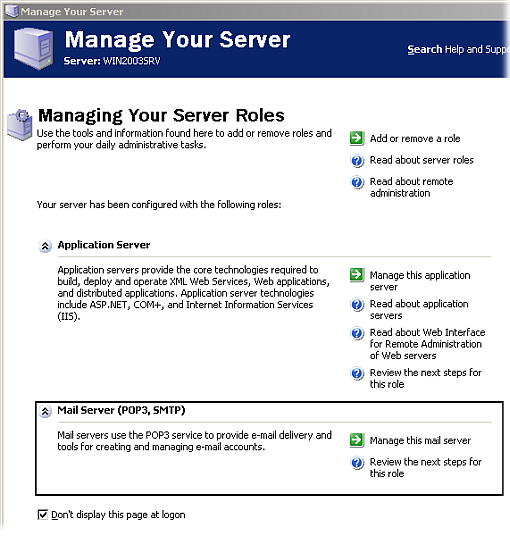 Manage Your Server
Manage Your Server
Server: WIN2003SRV
Search Help and Supp
Managing Your Server Roles
Use the tools and information found here to add or remove roles and
perform your daily administrative tasks.
Add or remove a role
Read about server roles
Read about remote
administration
Your server has been configured with the following roles:
Application Server
Application servers provide the core technologies required to
build, deploy and operate XML Web Services, Web applications,
and distributed applications. Application server technologies
include ASP.NET, COM+, and Internet Information Services
(IIS).
Manage this application
server
Read about application
servers
Read about Web Interface
for Remote Administration
of Web servers
Review the next steps for
this role
Mail Server (POP3, SMTP)
Mail servers use the POP3 service to provide e-mail delivery and
tools for creating and managing e-mail accounts.
Manage this mail server
Review the next steps for
this role
Don't display this page at logon